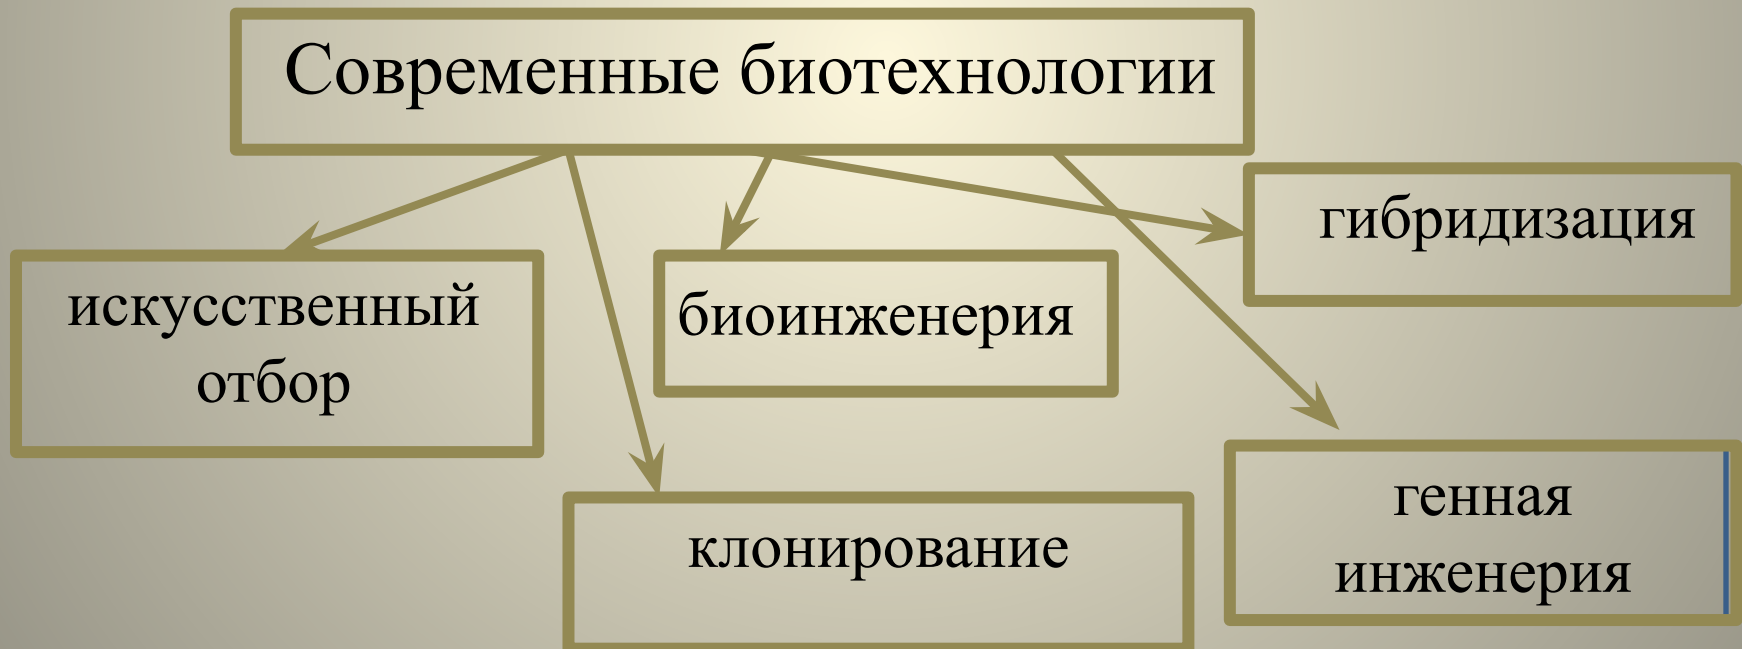 Современные биотехнологии
гибридизация
искусственный
отбор
биоинженерия
клонирование
генная
инженерия